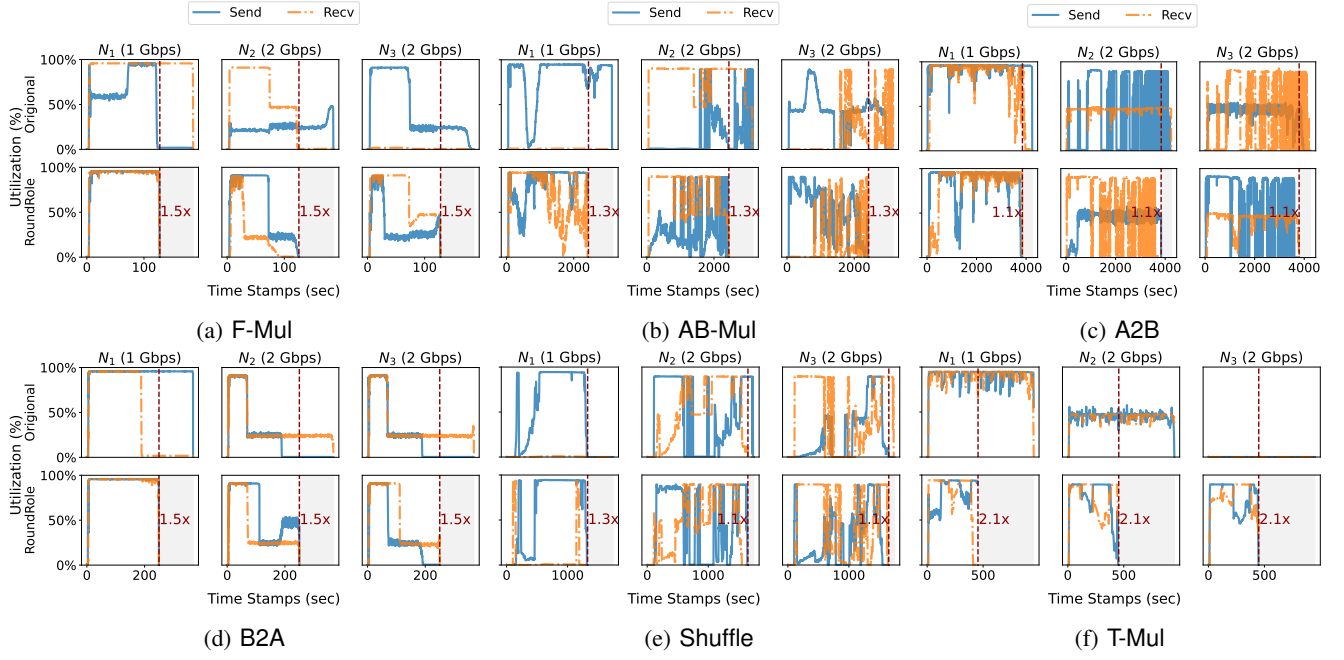 Send Recv Send Recv Send Recv
N1 (1 Gbps) N2 (2 Gbps) N3 (2 Gbps) N1 (1 Gbps) N2 (2 Gbps) N3 (2 Gbps) N1 (1 Gbps) N2 (2 Gbps) N3 (2 Gbps)
100%
50%
0%
Utilization (%)
Origional
100%
50%
0%
RoundRole
1.5x 1.5x 1.5x 1.3x 1.3x 1.3x 1.1x 1.1x 1.1x
0 100 0 100 0 100 0 2000 0 2000 0 2000 0 2000 4000 0 2000 4000 0 2000 4000
Time Stamps (sec) Time Stamps (sec) Time Stamps (sec)
(a) F-Mul (b) AB-Mul (c) A2B
N1 (1 Gbps) N2 (2 Gbps) N3 (2 Gbps) N1 (1 Gbps) N2 (2 Gbps) N3 (2 Gbps) N1 (1 Gbps) N2 (2 Gbps) N3 (2 Gbps)
100%
50%
0%
Utilization (%)
Origional
100%
50%
0%
RoundRole
1.5x 1.5x 1.5x 1.3x 1.1x 1.1x 2.1x 2.1x 2.1x
0 200 0 200 0 200 0 1000 0 1000 0 1000 0 500 0 500 0 500
Time Stamps (sec) Time Stamps (sec) Time Stamps (sec)
(d) B2A (e) Shuffle (f) T-Mul